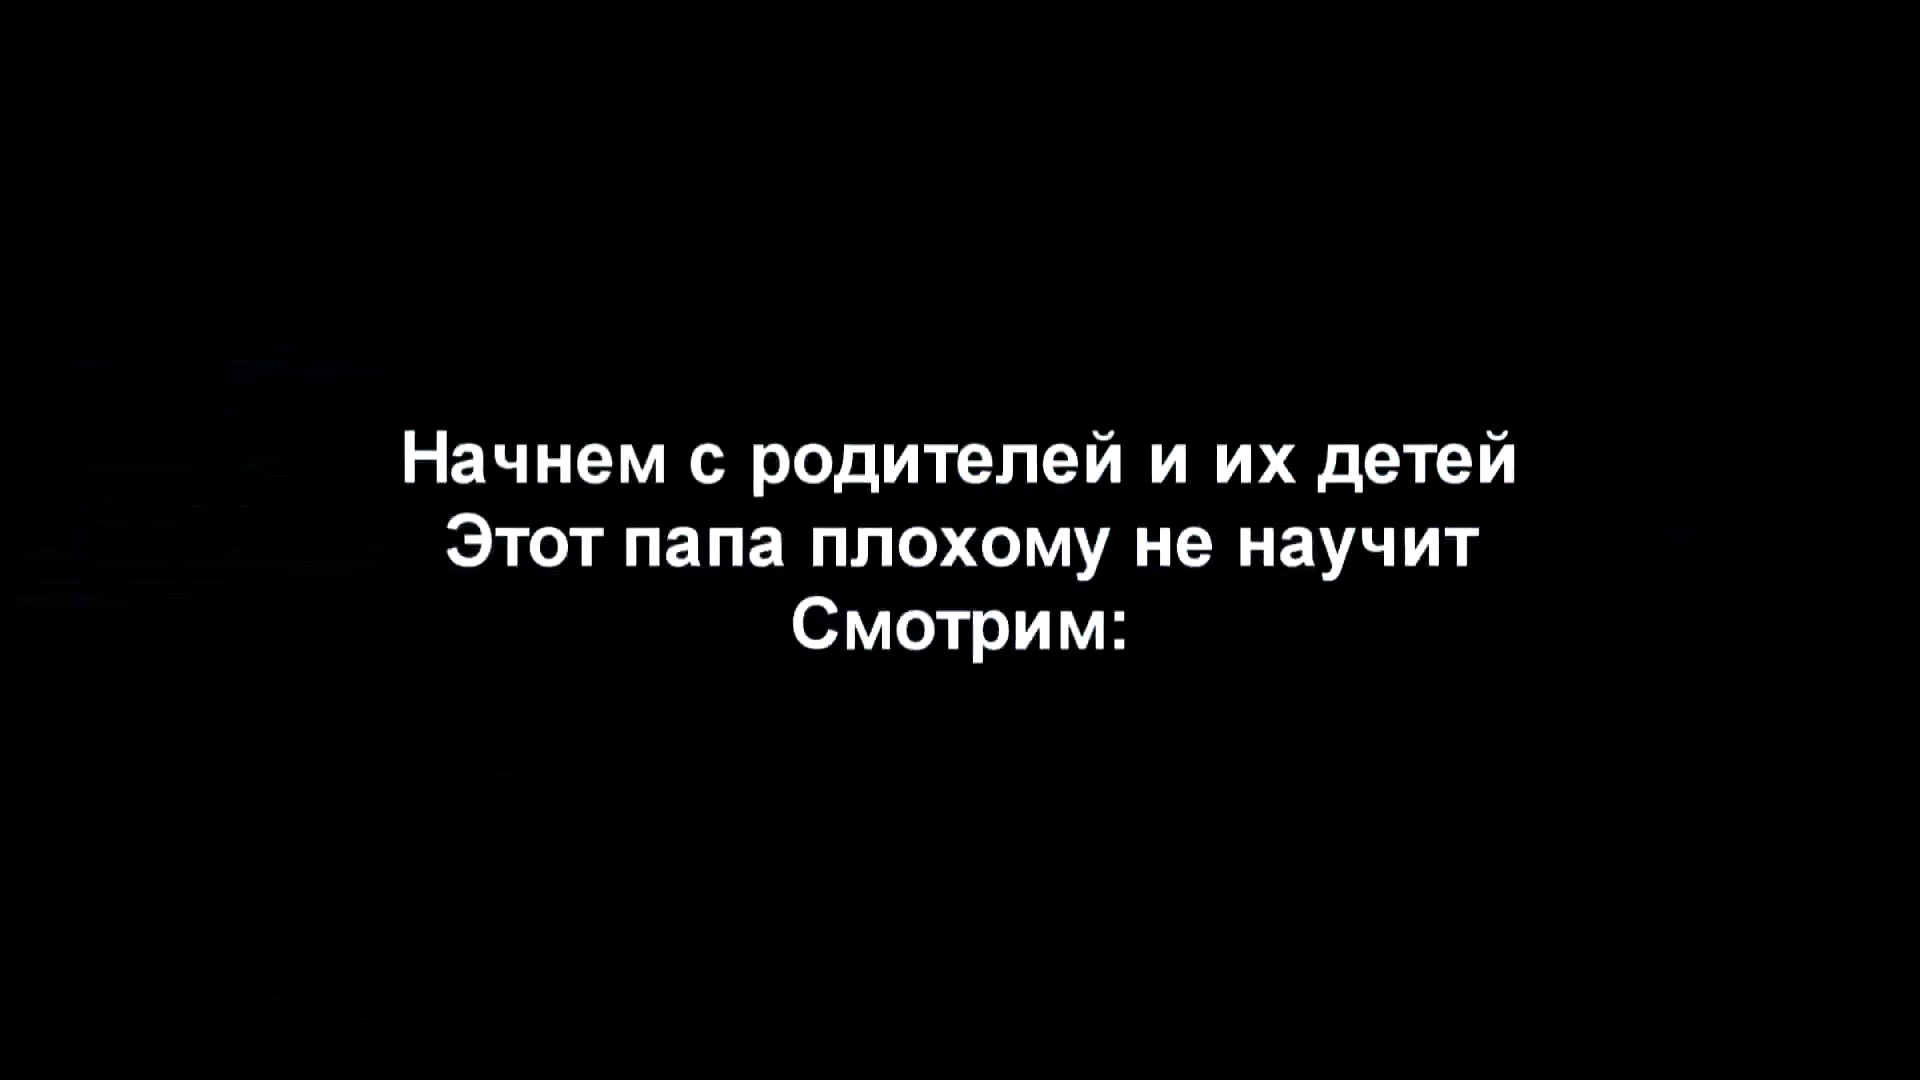 Начнем с родителей и их детей
Этот папа плохому не научит
Смотрим: